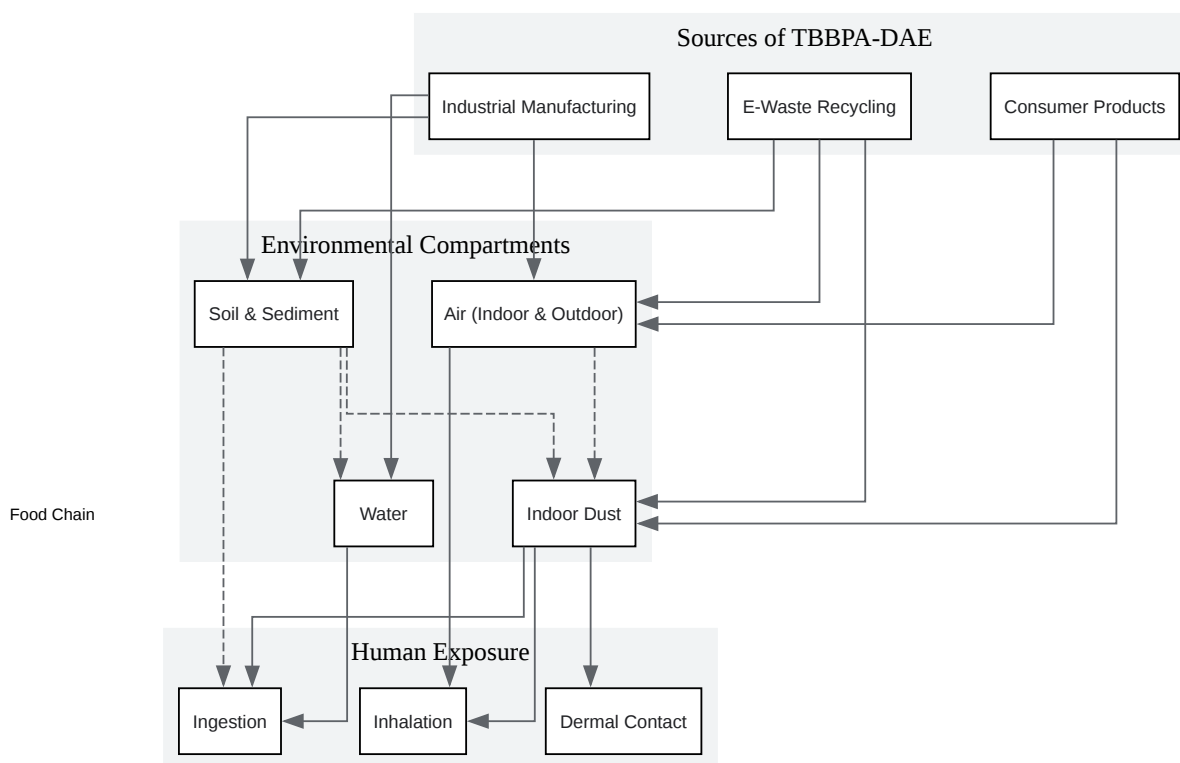 Sources of TBBPA-DAE
Industrial Manufacturing
E-Waste Recycling
Consumer Products
Environmental Compartments
Soil & Sediment
Air (Indoor & Outdoor)
Water
Indoor Dust
Food Chain
Human Exposure
Ingestion
Inhalation
Dermal Contact